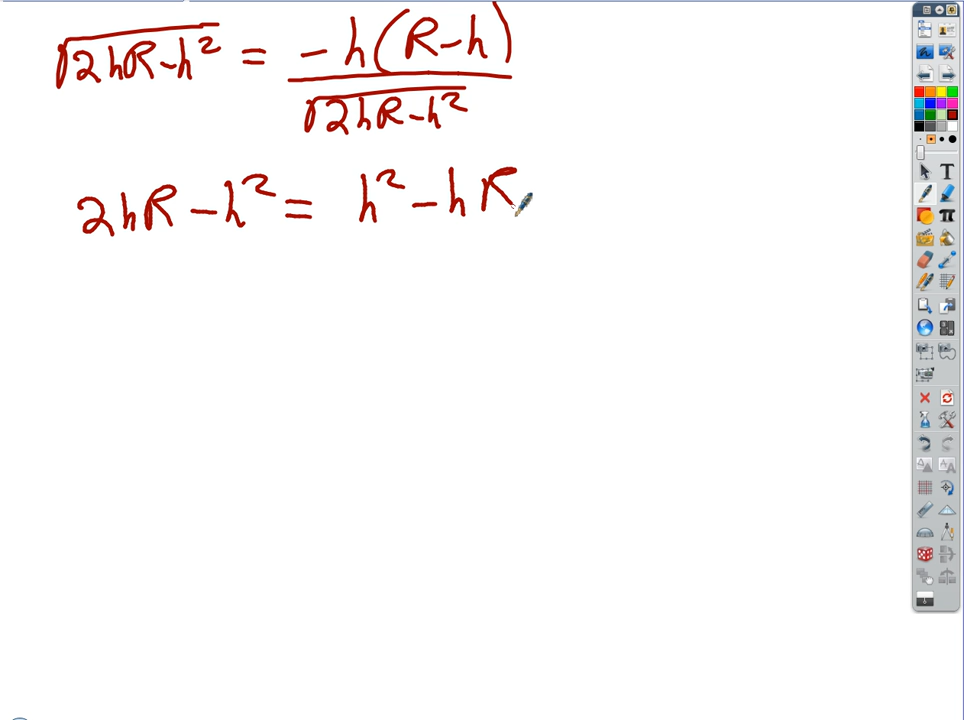 √(2hR-h²) = -h(R-h) / √(2hR-h²)
2hR-h² = h²-hR